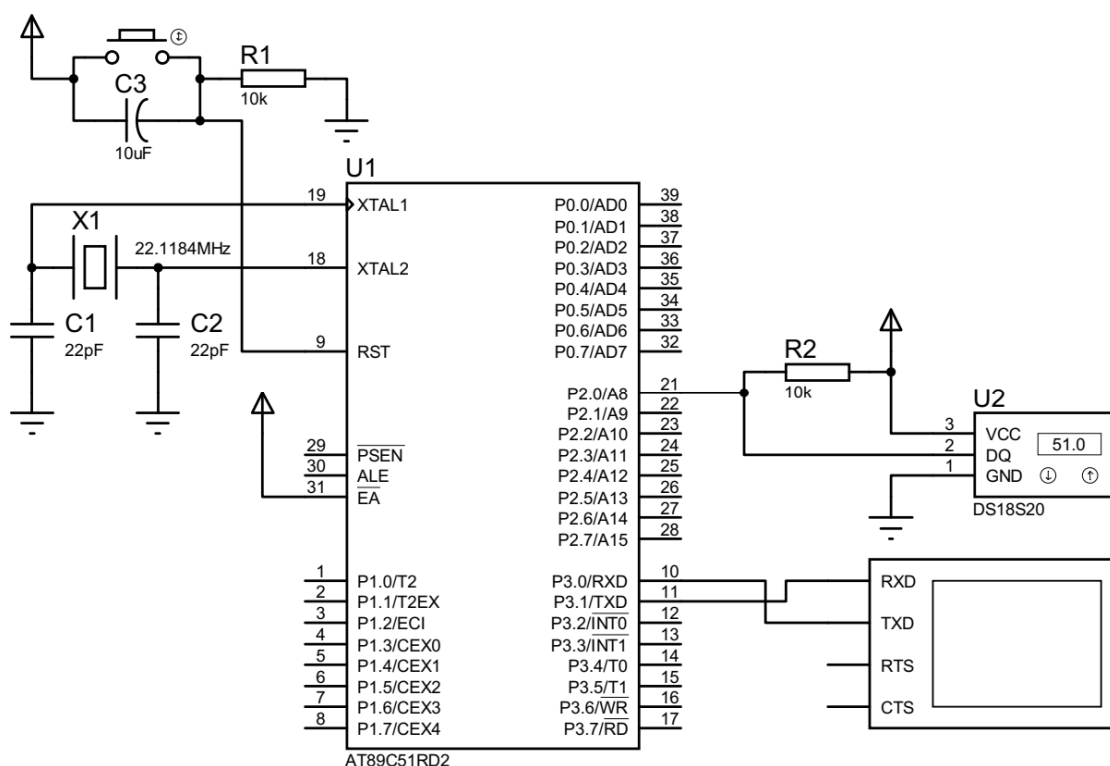 C3
10uF
R1
10k
U1
X1
22.1184MHz
C1
22pF
C2
22pF
19 XTAL1
18 XTAL2
9 RST
29 PSEN
30 ALE
31 EA
1 P1.0/T2
2 P1.1/T2EX
3 P1.2/ECI
4 P1.3/CEX0
5 P1.4/CEX1
6 P1.5/CEX2
7 P1.6/CEX3
8 P1.7/CEX4
P0.0/AD0 39
P0.1/AD1 38
P0.2/AD2 37
P0.3/AD3 36
P0.4/AD4 35
P0.5/AD5 34
P0.6/AD6 33
P0.7/AD7 32
P2.0/A8 21
P2.1/A9 22
P2.2/A10 23
P2.3/A11 24
P2.4/A12 25
P2.5/A13 26
P2.6/A14 27
P2.7/A15 28
P3.0/RXD 10
P3.1/TXD 11
P3.2/INT0 12
P3.3/INT1 13
P3.4/T0 14
P3.5/T1 15
P3.6/WR 16
P3.7/RD 17
AT89C51RD2
R2
10k
U2
3 VCC
2 DQ
1 GND
51.0
DS18S20
RXD
TXD
RTS
CTS